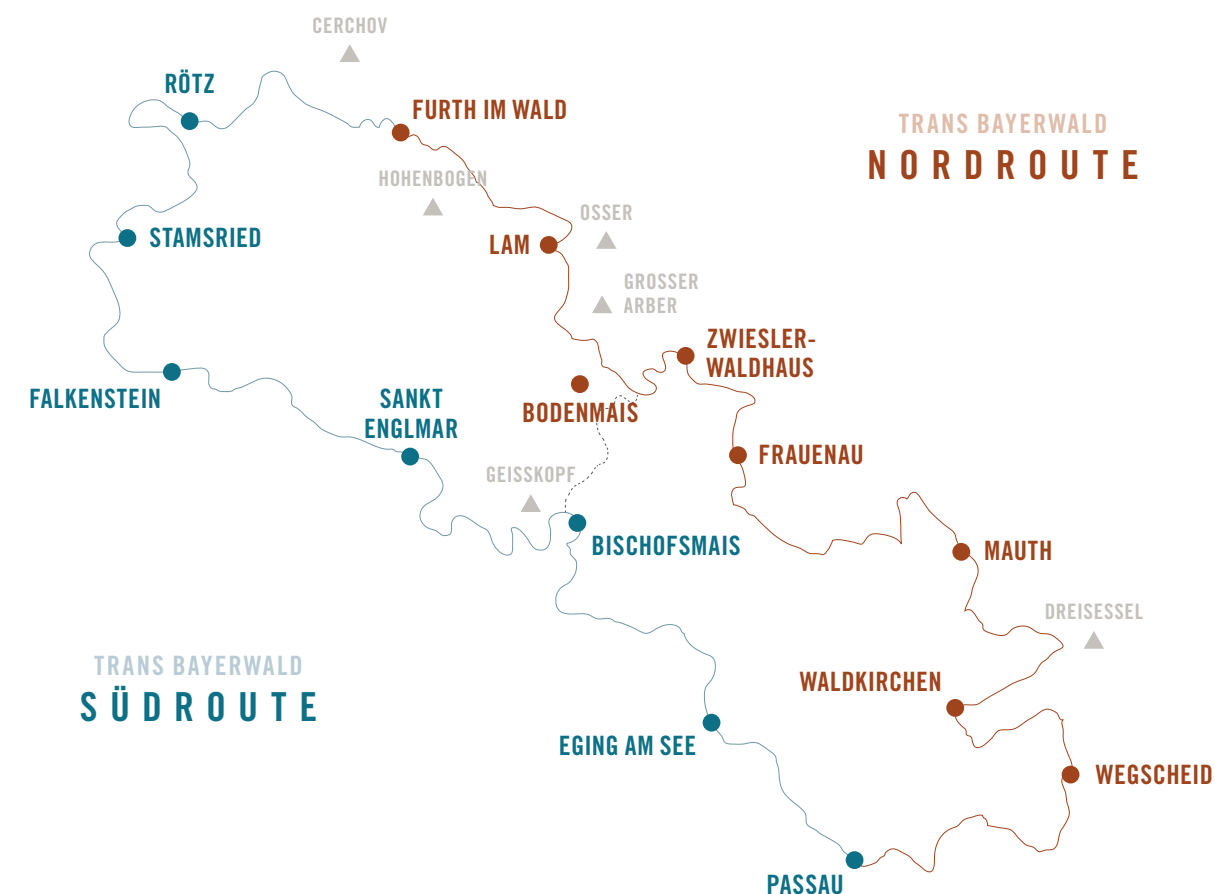 CERCHOV
RÖTZ
FURTH IM WALD
TRANS BAYERWALD
NORDROUTE
HOHENBOGEN
OSSER
STAMSRIED
LAM
GROSSER
ARBER
ZWIESLER-
WALDHAUS
FALKENSTEIN
SANKT
ENGLMAR
BODENMAIS
FRAUENAU
GEISSKOPF
BISCHOFSMAIS
MAUTH
DREISESSEL
TRANS BAYERWALD
SÜDROUTE
WALDKIRCHEN
EGING AM SEE
WEGSCHEID
PASSAU